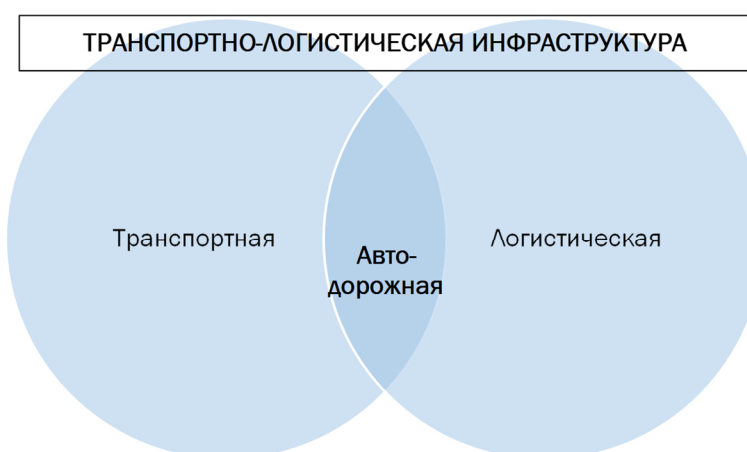 ТРАНСПОРТНО-ЛОГИСТИЧЕСКАЯ ИНФРАСТРУКТУРА
Транспортная
Авто-
дорожная
Логистическая